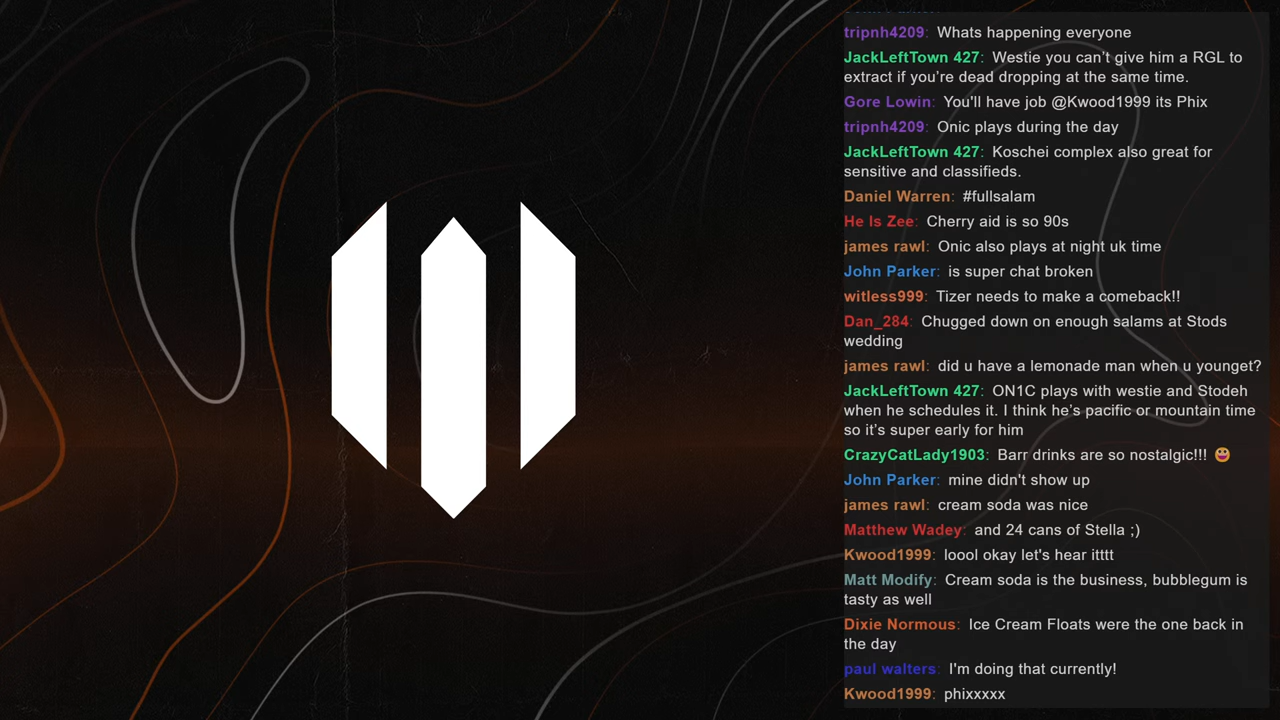 tripnh4209: Whats happening everyone
JackLeftTown 427: Westie you can’t give him a RGL to
extract if you’re dead dropping at the same time.
Gore Lowin: You'll have job @Kwood1999 its Phix
tripnh4209: Onic plays during the day
JackLeftTown 427: Koschei complex also great for
sensitive and classifieds.
Daniel Warren: #fullsalam
He Is Zee: Cherry aid is so 90s
james rawl: Onic also plays at night uk time
John Parker: is super chat broken
witless999: Tizer needs to make a comeback!!
Dan_284: Chugged down on enough salams at Stods
wedding
james rawl: did u have a lemonade man when u younget?
JackLeftTown 427: ON1C plays with westie and Stodeh
when he schedules it. I think he’s pacific or mountain time
so it’s super early for him
CrazyCatLady1903: Barr drinks are so nostalgic!!! 😀
John Parker: mine didn't show up
james rawl: cream soda was nice
Matthew Wadey: and 24 cans of Stella ;)
Kwood1999: loool okay let's hear itttt
Matt Modify: Cream soda is the business, bubblegum is
tasty as well
Dixie Normous: Ice Cream Floats were the one back in
the day
paul walters: I'm doing that currently!
Kwood1999: phixxxxx